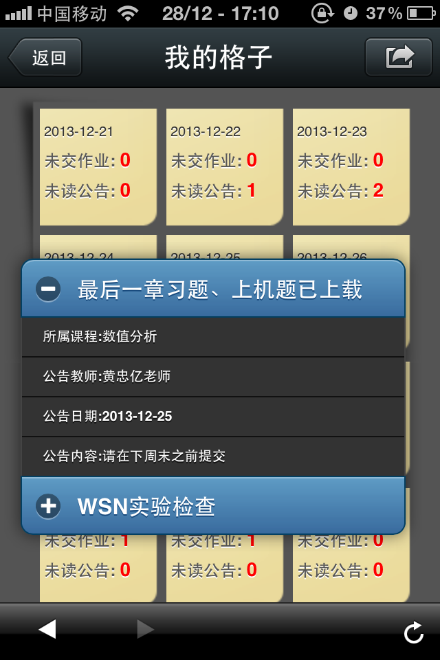 中国移动 28/12 - 17:10 37%
返回 我的格子
2013-12-21 2013-12-22 2013-12-23
未交作业: 0 未交作业: 0 未交作业: 0
未读公告: 0 未读公告: 1 未读公告: 2
2013-12-24 2013-12-25 2013-12-26
最后一章习题、上机题已上载
所属课程:数值分析
公告教师:黄忠亿老师
公告日期:2013-12-25
公告内容:请在下周末之前提交
WSN实验检查
未交作业: 1 未交作业: 1 未交作业: 0
未读公告: 0 未读公告: 0 未读公告: 0